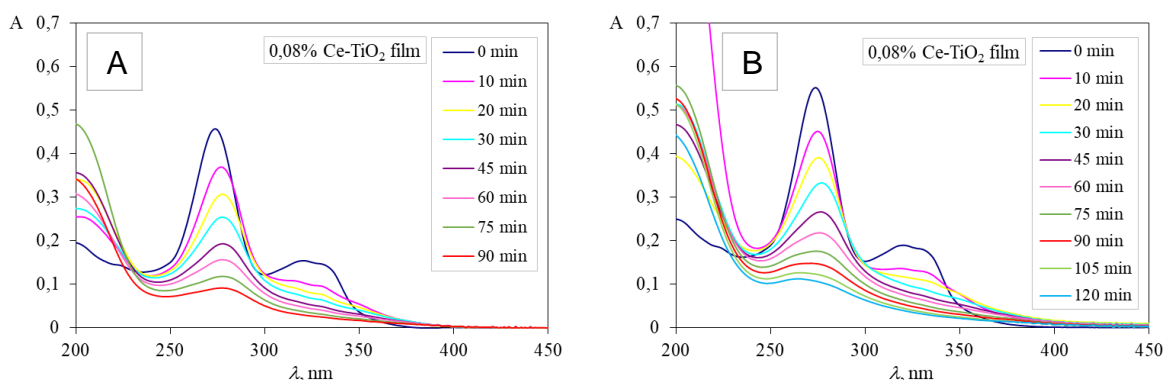 A
0,7
0,6
0,5
0,4
0,3
0,2
0,1
0
A
0,08% Ce-TiO2 film
0 min
10 min
20 min
30 min
45 min
60 min
75 min
90 min
200
250
300
350
400
450
λ, nm
A
0,7
0,6
0,5
0,4
0,3
0,2
0,1
0
B
0,08% Ce-TiO2 film
0 min
10 min
20 min
30 min
45 min
60 min
75 min
90 min
105 min
120 min
200
250
300
350
400
450
λ, nm